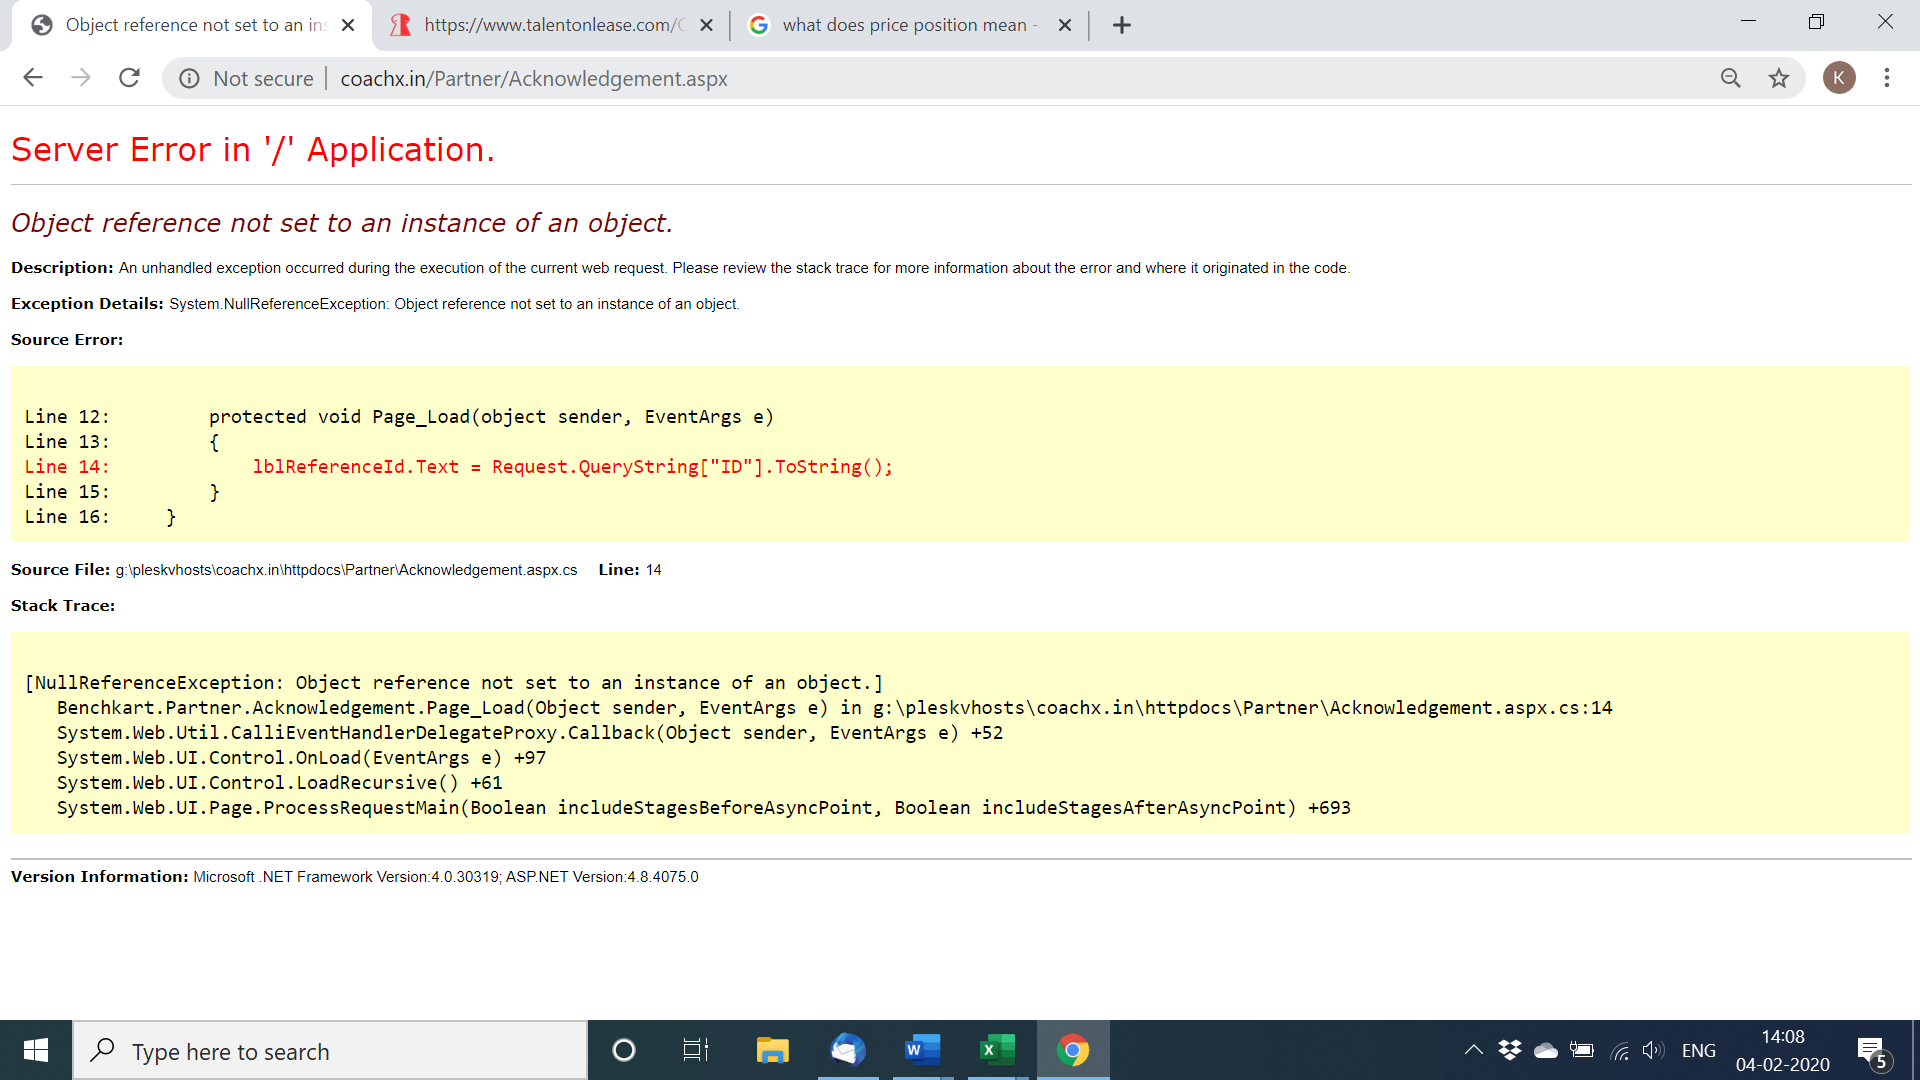 Object reference not set to an ins
https://www.talentonlease.com/C
what does price position mean -
Not secure | coachx.in/Partner/Acknowledgement.aspx
K
Server Error in '/' Application.
Object reference not set to an instance of an object.
Description: An unhandled exception occurred during the execution of the current web request. Please review the stack trace for more information about the error and where it originated in the code.
Exception Details: System.NullReferenceException: Object reference not set to an instance of an object.
Source Error:
Line 12:         protected void Page_Load(object sender, EventArgs e)
Line 13:         {
Line 14:             lblReferenceId.Text = Request.QueryString["ID"].ToString();
Line 15:         }
Line 16:     }
Source File: g:\pleskvhosts\coachx.in\httpdocs\Partner\Acknowledgement.aspx.cs    Line: 14
Stack Trace:
[NullReferenceException: Object reference not set to an instance of an object.]
   Benchkart.Partner.Acknowledgement.Page_Load(Object sender, EventArgs e) in g:\pleskvhosts\coachx.in\httpdocs\Partner\Acknowledgement.aspx.cs:14
   System.Web.Util.CalliEventHandlerDelegateProxy.Callback(Object sender, EventArgs e) +52
   System.Web.UI.Control.OnLoad(EventArgs e) +97
   System.Web.UI.Control.LoadRecursive() +61
   System.Web.UI.Page.ProcessRequestMain(Boolean includeStagesBeforeAsyncPoint, Boolean includeStagesAfterAsyncPoint) +693
Version Information: Microsoft .NET Framework Version:4.0.30319; ASP.NET Version:4.8.4075.0
Type here to search
W
X
ENG
14:08
04-02-2020
5